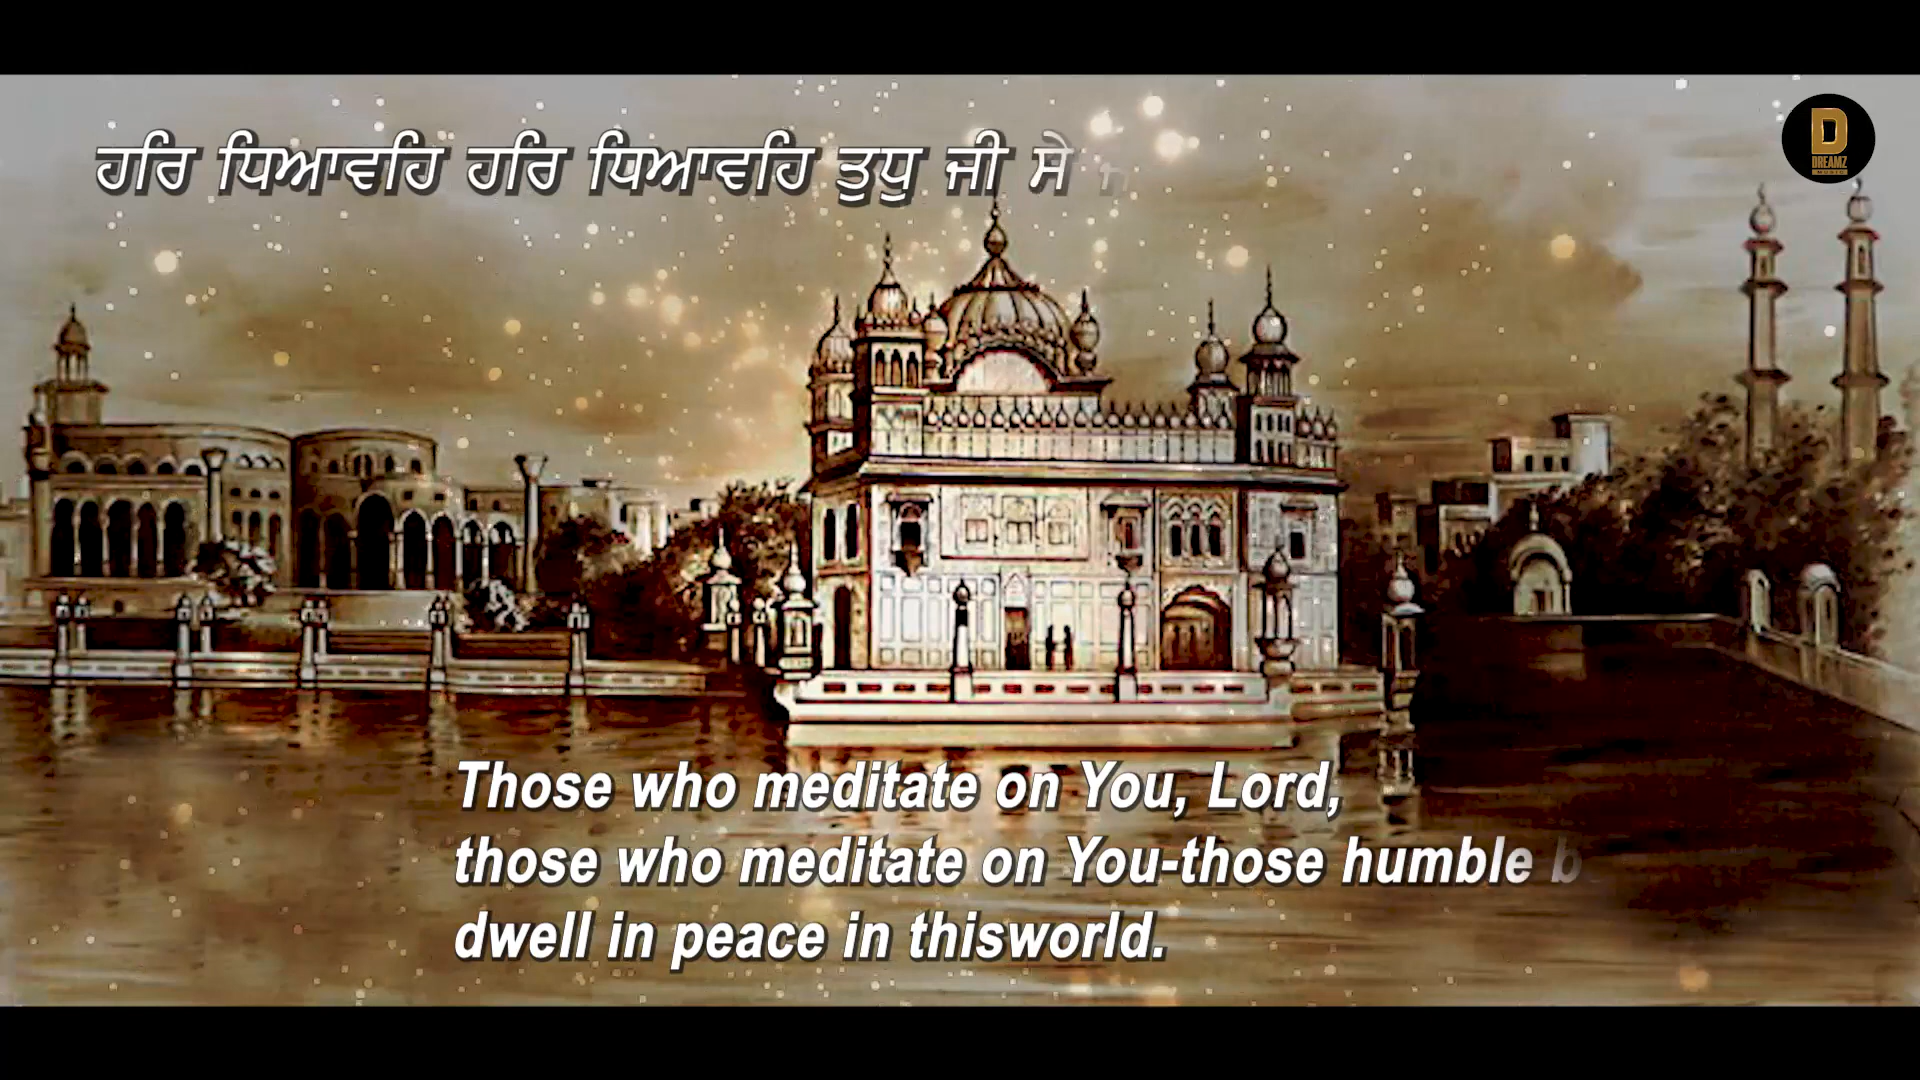 ਹਰਿ ਧਿਆਵਹਿ ਹਰਿ ਧਿਆਵਹਿ ਤੁਧੁ ਜੀ ਸੇ
D
DREAMZ
MUSIC
Those who meditate on You, Lord,
those who meditate on You-those humble
dwell in peace in thisworld.